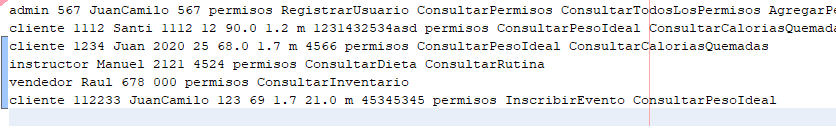 admin 567 JuanCamilo 567 permisos RegistrarUsuario ConsultarPermisos ConsultarTodosLosPermisos AgregarPe
cliente 1112 Santi 1112 12 90.0 1.2 m 1231432534asd permisos ConsultarPesoIdeal ConsultarCaloriasQuemada
cliente 1234 Juan 2020 25 68.0 1.7 m 4566 permisos ConsultarPesoIdeal ConsultarCaloriasQuemadas
instructor Manuel 2121 4524 permisos ConsultarDieta ConsultarRutina
vendedor Raul 678 000 permisos ConsultarInventario
cliente 112233 JuanCamilo 123 69 1.7 21.0 m 45345345 permisos InscribirEvento ConsultarPesoIdeal